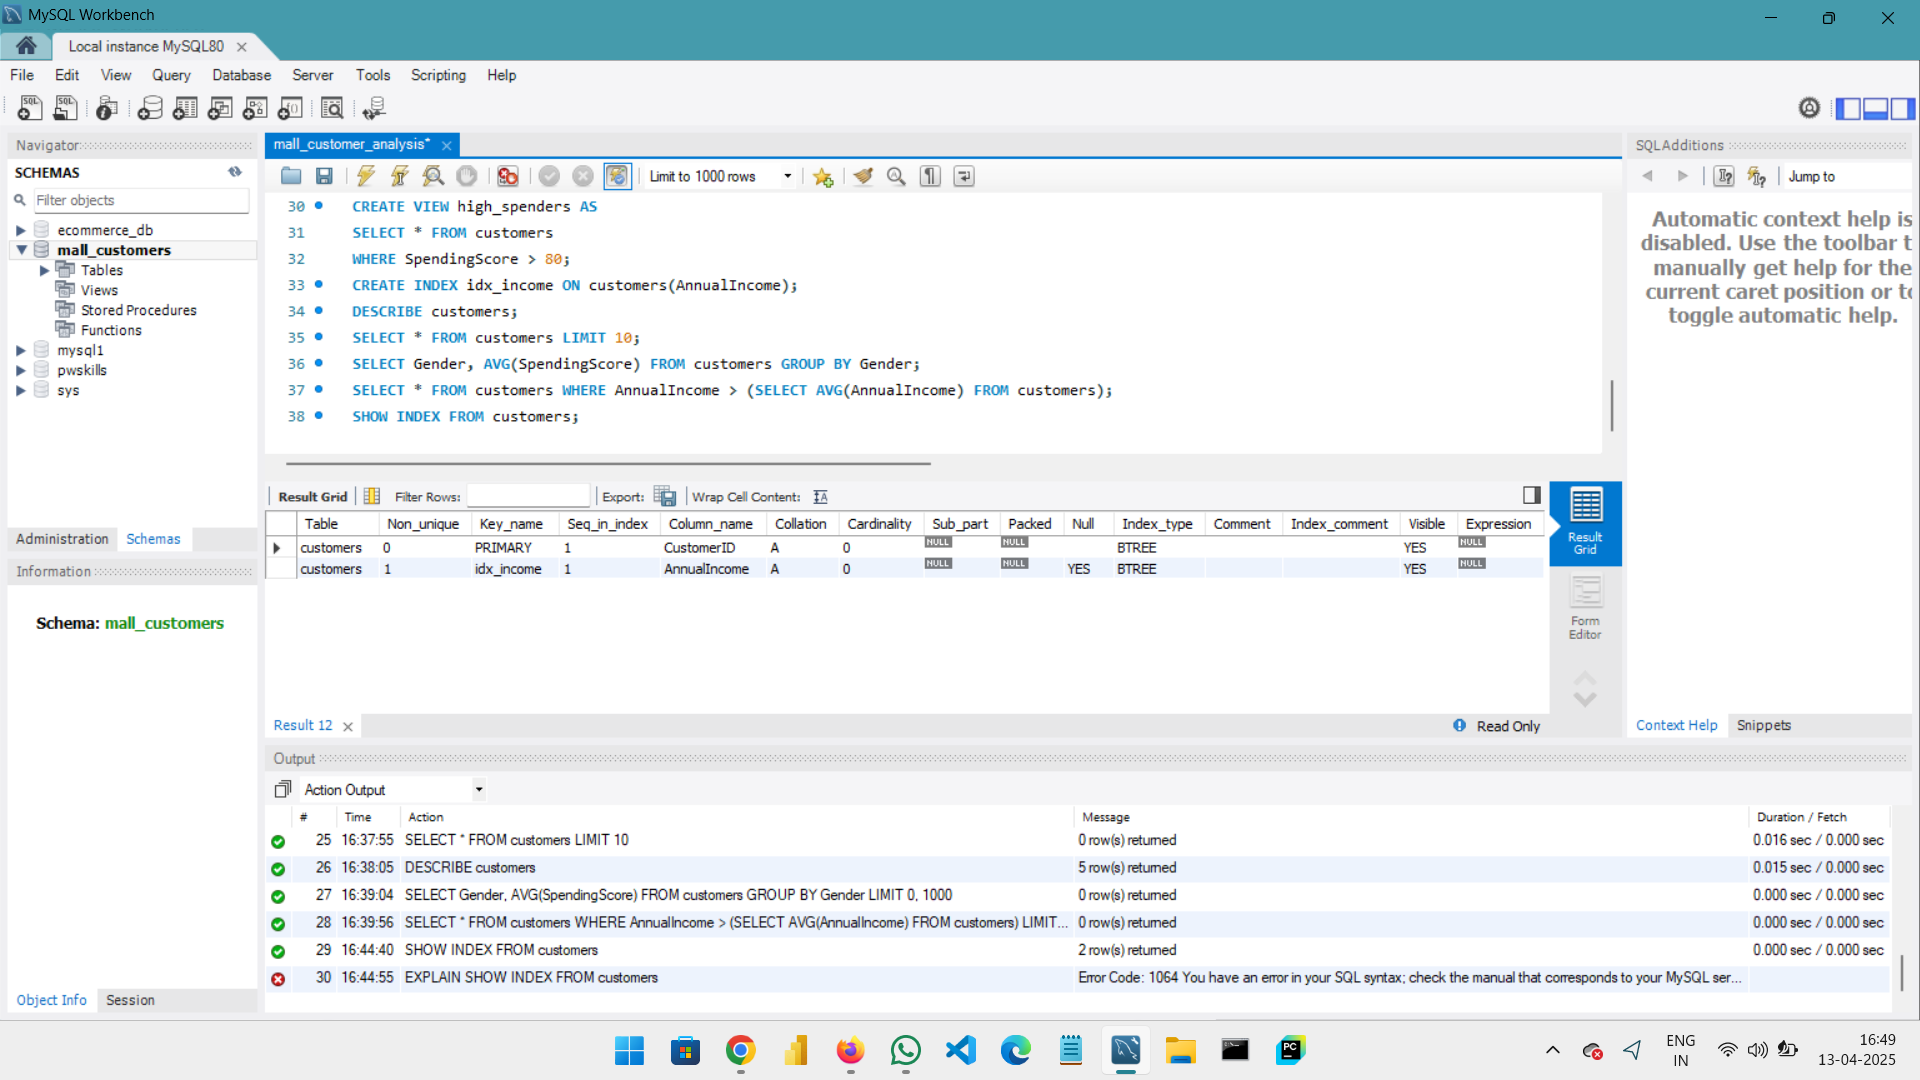 MySQL Workbench
Local instance MySQL80
File Edit View Query Database Server Tools Scripting Help
Navigator
SCHEMAS
Filter objects
ecommerce_db
mall_customers
Tables
Views
Stored Procedures
Functions
mysql1
pwskills
sys
Administration Schemas
Information
Schema: mall_customers
Object Info Session
mall_customer_analysis*
Limit to 1000 rows
30 CREATE VIEW high_spenders AS
31 SELECT * FROM customers
32 WHERE SpendingScore > 80;
33 CREATE INDEX idx_income ON customers(AnnualIncome);
34 DESCRIBE customers;
35 SELECT * FROM customers LIMIT 10;
36 SELECT Gender, AVG(SpendingScore) FROM customers GROUP BY Gender;
37 SELECT * FROM customers WHERE AnnualIncome > (SELECT AVG(AnnualIncome) FROM customers);
38 SHOW INDEX FROM customers;
Result Grid Filter Rows: Export: Wrap Cell Content:
Table Non_unique Key_name Seq_in_index Column_name Collation Cardinality Sub_part Packed Null Index_type Comment Index_comment Visible Expression
customers 0 PRIMARY 1 CustomerID A 0 NULL NULL BTREE YES NULL
customers 1 idx_income 1 AnnualIncome A 0 NULL NULL YES BTREE YES NULL
Result Grid
Form Editor
Result 12
Read Only
SQLAdditions
Jump to
Automatic context help is
disabled. Use the toolbar t
manually get help for the
current caret position or to
toggle automatic help.
Context Help Snippets
Output
Action Output
# Time Action Message Duration / Fetch
25 16:37:55 SELECT * FROM customers LIMIT 10 0 row(s) returned 0.016 sec / 0.000 sec
26 16:38:05 DESCRIBE customers 5 row(s) returned 0.015 sec / 0.000 sec
27 16:39:04 SELECT Gender, AVG(SpendingScore) FROM customers GROUP BY Gender LIMIT 0, 1000 0 row(s) returned 0.000 sec / 0.000 sec
28 16:39:56 SELECT * FROM customers WHERE AnnualIncome > (SELECT AVG(AnnualIncome) FROM customers) LIMIT... 0 row(s) returned 0.000 sec / 0.000 sec
29 16:44:40 SHOW INDEX FROM customers 2 row(s) returned 0.000 sec / 0.000 sec
30 16:44:55 EXPLAIN SHOW INDEX FROM customers Error Code: 1064 You have an error in your SQL syntax; check the manual that corresponds to your MySQL ser...
ENG
IN
16:49
13-04-2025